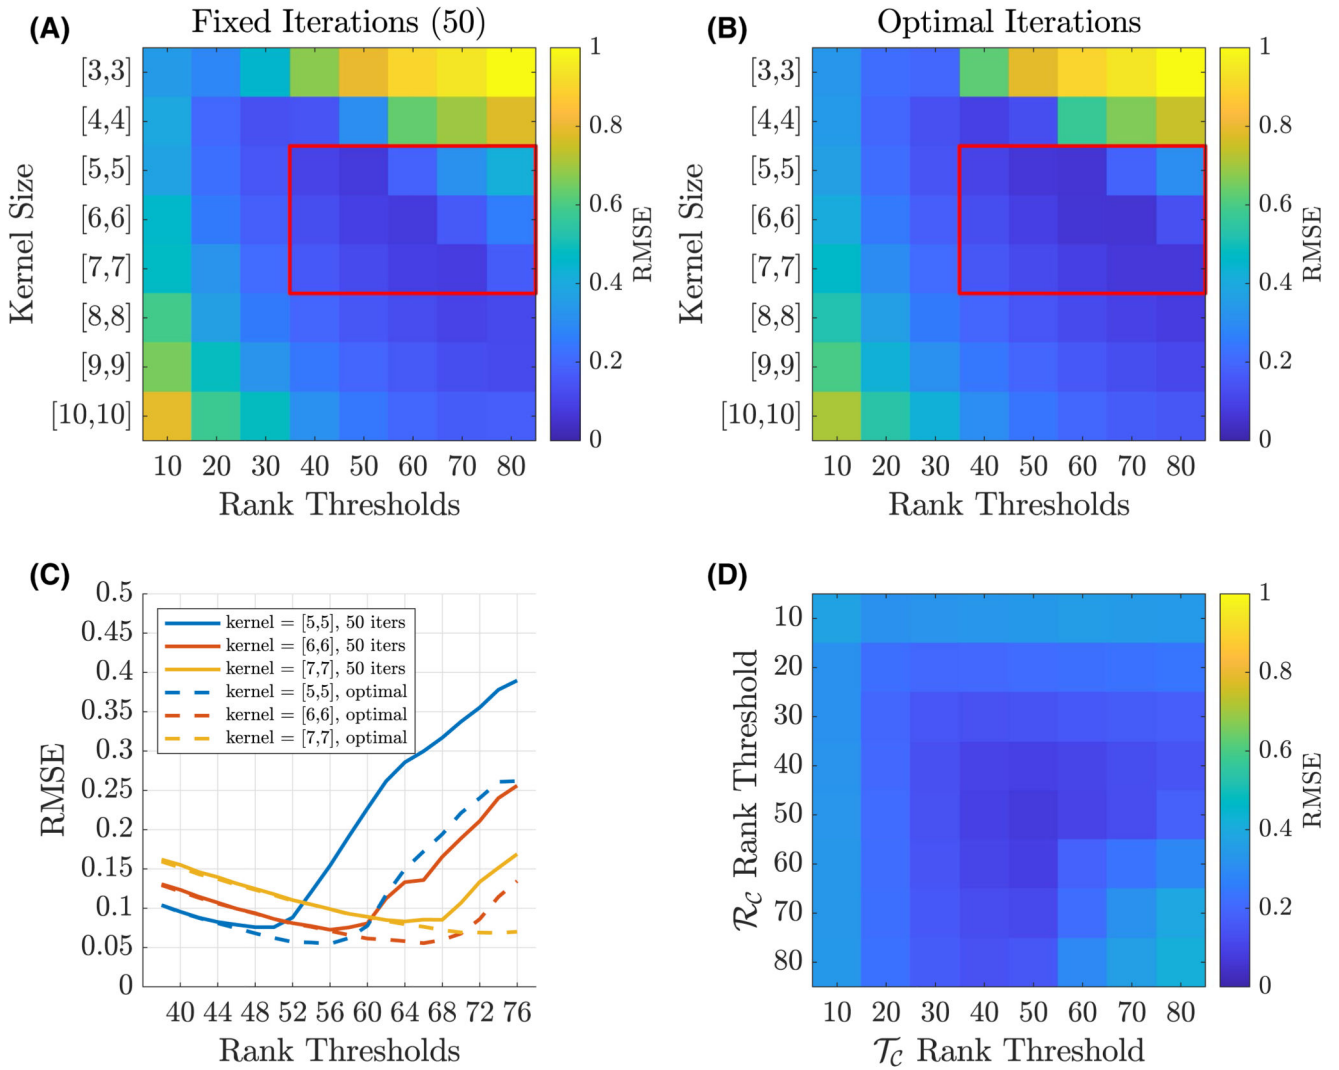 (A)
Fixed Iterations (50)
[3,3]
[4,4]
[5,5]
[6,6]
[7,7]
[8,8]
[9,9]
[10,10]
Kernel Size
10 20 30 40 50 60 70 80
Rank Thresholds
1
0.8
0.6
0.4
0.2
0
RMSE
(B)
Optimal Iterations
[3,3]
[4,4]
[5,5]
[6,6]
[7,7]
[8,8]
[9,9]
[10,10]
Kernel Size
10 20 30 40 50 60 70 80
Rank Thresholds
1
0.8
0.6
0.4
0.2
0
RMSE
(C)
0.5
0.45
0.4
0.35
0.3
0.25
0.2
0.15
0.1
0.05
0
RMSE
kernel = [5,5], 50 iters
kernel = [6,6], 50 iters
kernel = [7,7], 50 iters
kernel = [5,5], optimal
kernel = [6,6], optimal
kernel = [7,7], optimal
40 44 48 52 56 60 64 68 72 76
Rank Thresholds
(D)
10
20
30
40
50
60
70
80
ℛ𝒞 Rank Threshold
10 20 30 40 50 60 70 80
𝒯𝒞 Rank Threshold
1
0.8
0.6
0.4
0.2
0
RMSE